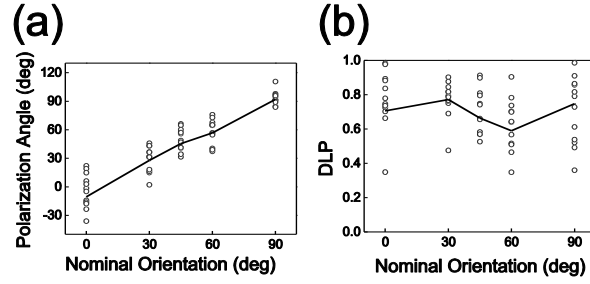 (a)
Polarization Angle (deg)
120
90
60
30
0
-30
0 30 60 90
Nominal Orientation (deg)
(b)
DLP
1.0
0.8
0.6
0.4
0.2
0.0
0 30 60 90
Nominal Orientation (deg)